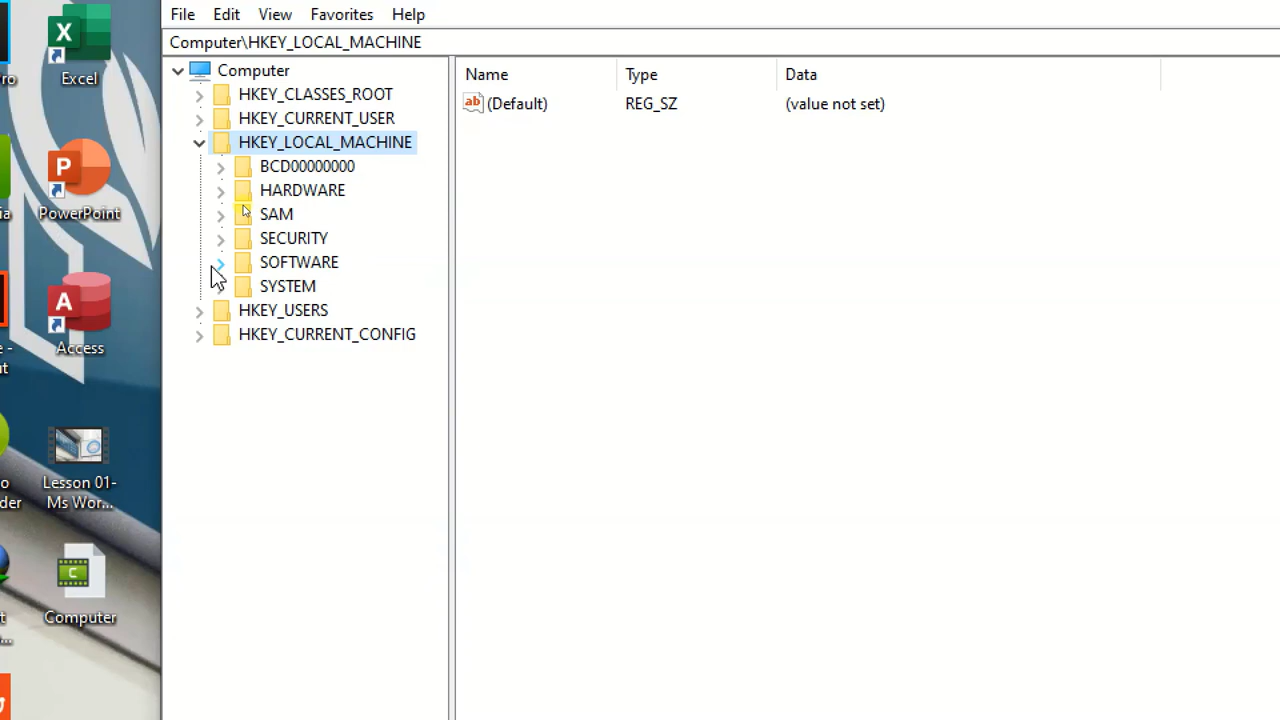 File Edit View Favorites Help
Computer\HKEY_LOCAL_MACHINE
Computer
HKEY_CLASSES_ROOT
HKEY_CURRENT_USER
HKEY_LOCAL_MACHINE
BCD00000000
HARDWARE
SAM
SECURITY
SOFTWARE
SYSTEM
HKEY_USERS
HKEY_CURRENT_CONFIG
Name Type Data
ab (Default) REG_SZ (value not set)
X
Excel
P
PowerPoint
A
Access
Lesson 01-
Ms Wor...
C
Computer